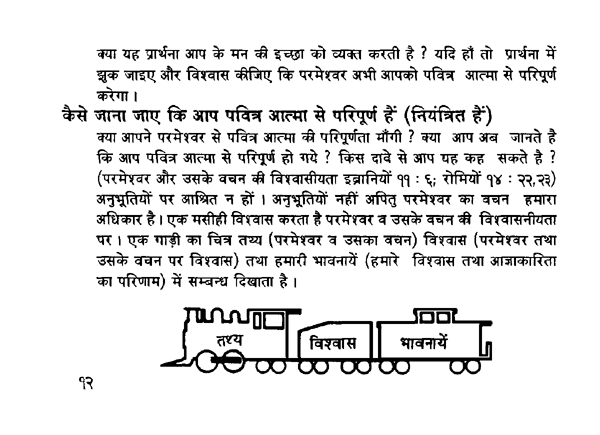 क्या यह प्रार्थना आप के मन की इच्छा को व्यक्त करती है ? यदि हाँ तो प्रार्थना में
झुक जाइए और विश्वास कीजिए कि परमेश्वर अभी आपको पवित्र आत्मा से परिपूर्ण
करेगा।
कैसे जाना जाए कि आप पवित्र आत्मा से परिपूर्ण हैं (नियंत्रित हैं)
क्या आपने परमेश्वर से पवित्र आत्मा की परिपूर्णता माँगी ? क्या आप अब जानते है
कि आप पवित्र आत्मा से परिपूर्ण हो गये ? किस दावे से आप यह कह सकते है ?
(परमेश्वर और उसके वचन की विश्वासीयता इब्रानियों ११ : ६; रोमियों १४ : २२,२३)
अनुभूतियों पर आश्रित न हों । अनुभूतियों नहीं अपितु परमेश्वर का वचन हमारा
अधिकार है । एक मसीही विश्वास करता है परमेश्वर व उसके वचन की विश्वसनीयता
पर । एक गाड़ी का चित्र तथ्य (परमेश्वर व उसका वचन) विश्वास (परमेश्वर तथा
उसके वचन पर विश्वास) तथा हमारी भावनायें (हमारे विश्वास तथा आज्ञाकारिता
का परिणाम) में सम्बन्ध दिखाता है ।
तथ्य विश्वास भावनायें
१२